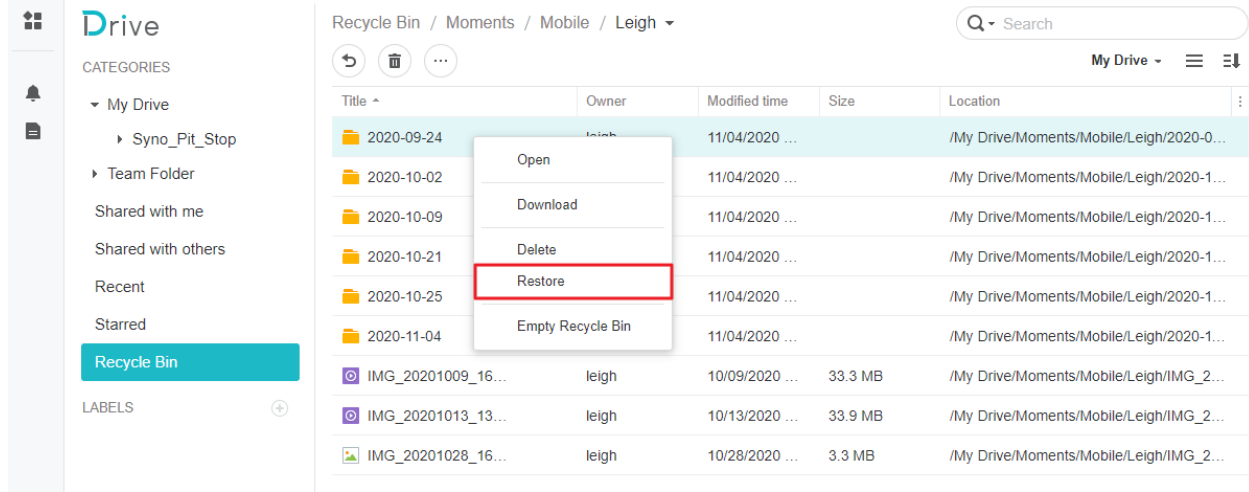 Drive
CATEGORIES
My Drive
Syno_Pit_Stop
Team Folder
Shared with me
Shared with others
Recent
Starred
Recycle Bin
LABELS
Recycle Bin / Moments / Mobile / Leigh
Search
My Drive
Title Owner Modified time Size Location
2020-09-24 leigh 11/04/2020 ... /My Drive/Moments/Mobile/Leigh/2020-0...
2020-10-02 11/04/2020 ... /My Drive/Moments/Mobile/Leigh/2020-1...
2020-10-09 11/04/2020 ... /My Drive/Moments/Mobile/Leigh/2020-1...
2020-10-21 11/04/2020 ... /My Drive/Moments/Mobile/Leigh/2020-1...
2020-10-25 11/04/2020 ... /My Drive/Moments/Mobile/Leigh/2020-1...
2020-11-04 11/04/2020 ... /My Drive/Moments/Mobile/Leigh/2020-1...
IMG_20201009_16... leigh 10/09/2020 ... 33.3 MB /My Drive/Moments/Mobile/Leigh/IMG_2...
IMG_20201013_13... leigh 10/13/2020 ... 33.9 MB /My Drive/Moments/Mobile/Leigh/IMG_2...
IMG_20201028_16... leigh 10/28/2020 ... 3.3 MB /My Drive/Moments/Mobile/Leigh/IMG_2...
Open
Download
Delete
Restore
Empty Recycle Bin